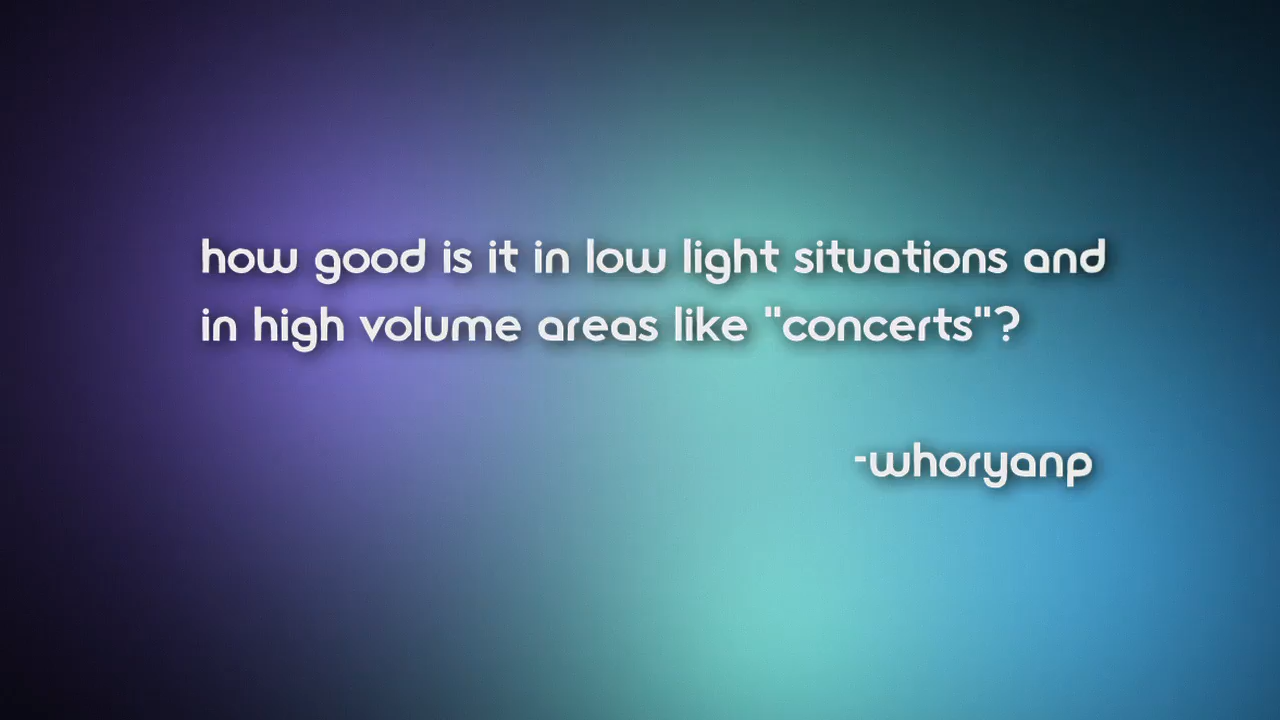 how good is it in low light situations and
in high volume areas like "concerts"?
-whoryanp